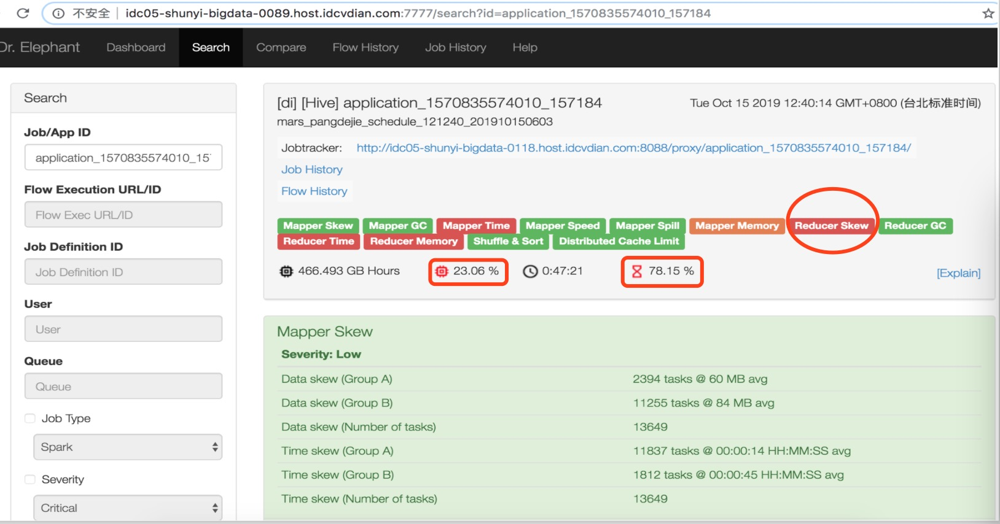 不安全 idc05-shunyi-bigdata-0089.host.idcvdian.com:7777/search?id=application_1570835574010_157184
Dr. Elephant Dashboard Search Compare Flow History Job History Help
Search
Job/App ID
application_1570835574010_15
Flow Execution URL/ID
Flow Exec URL/ID
Job Definition ID
Job Definition ID
User
User
Queue
Queue
Job Type
Spark
Severity
Critical
[di] [Hive] application_1570835574010_157184 Tue Oct 15 2019 12:40:14 GMT+0800 (台北标准时间)
mars_pangdejie_schedule_121240_201910150603
Jobtracker: http://idc05-shunyi-bigdata-0118.host.idcvdian.com:8088/proxy/application_1570835574010_157184/
Job History
Flow History
Mapper Skew Mapper GC Mapper Time Mapper Speed Mapper Spill Mapper Memory Reducer Skew Reducer GC
Reducer Time Reducer Memory Shuffle & Sort Distributed Cache Limit
466.493 GB Hours 23.06 % 0:47:21 78.15 % [Explain]
Mapper Skew
Severity: Low
Data skew (Group A) 2394 tasks @ 60 MB avg
Data skew (Group B) 11255 tasks @ 84 MB avg
Data skew (Number of tasks) 13649
Time skew (Group A) 11837 tasks @ 00:00:14 HH:MM:SS avg
Time skew (Group B) 1812 tasks @ 00:00:45 HH:MM:SS avg
Time skew (Number of tasks) 13649